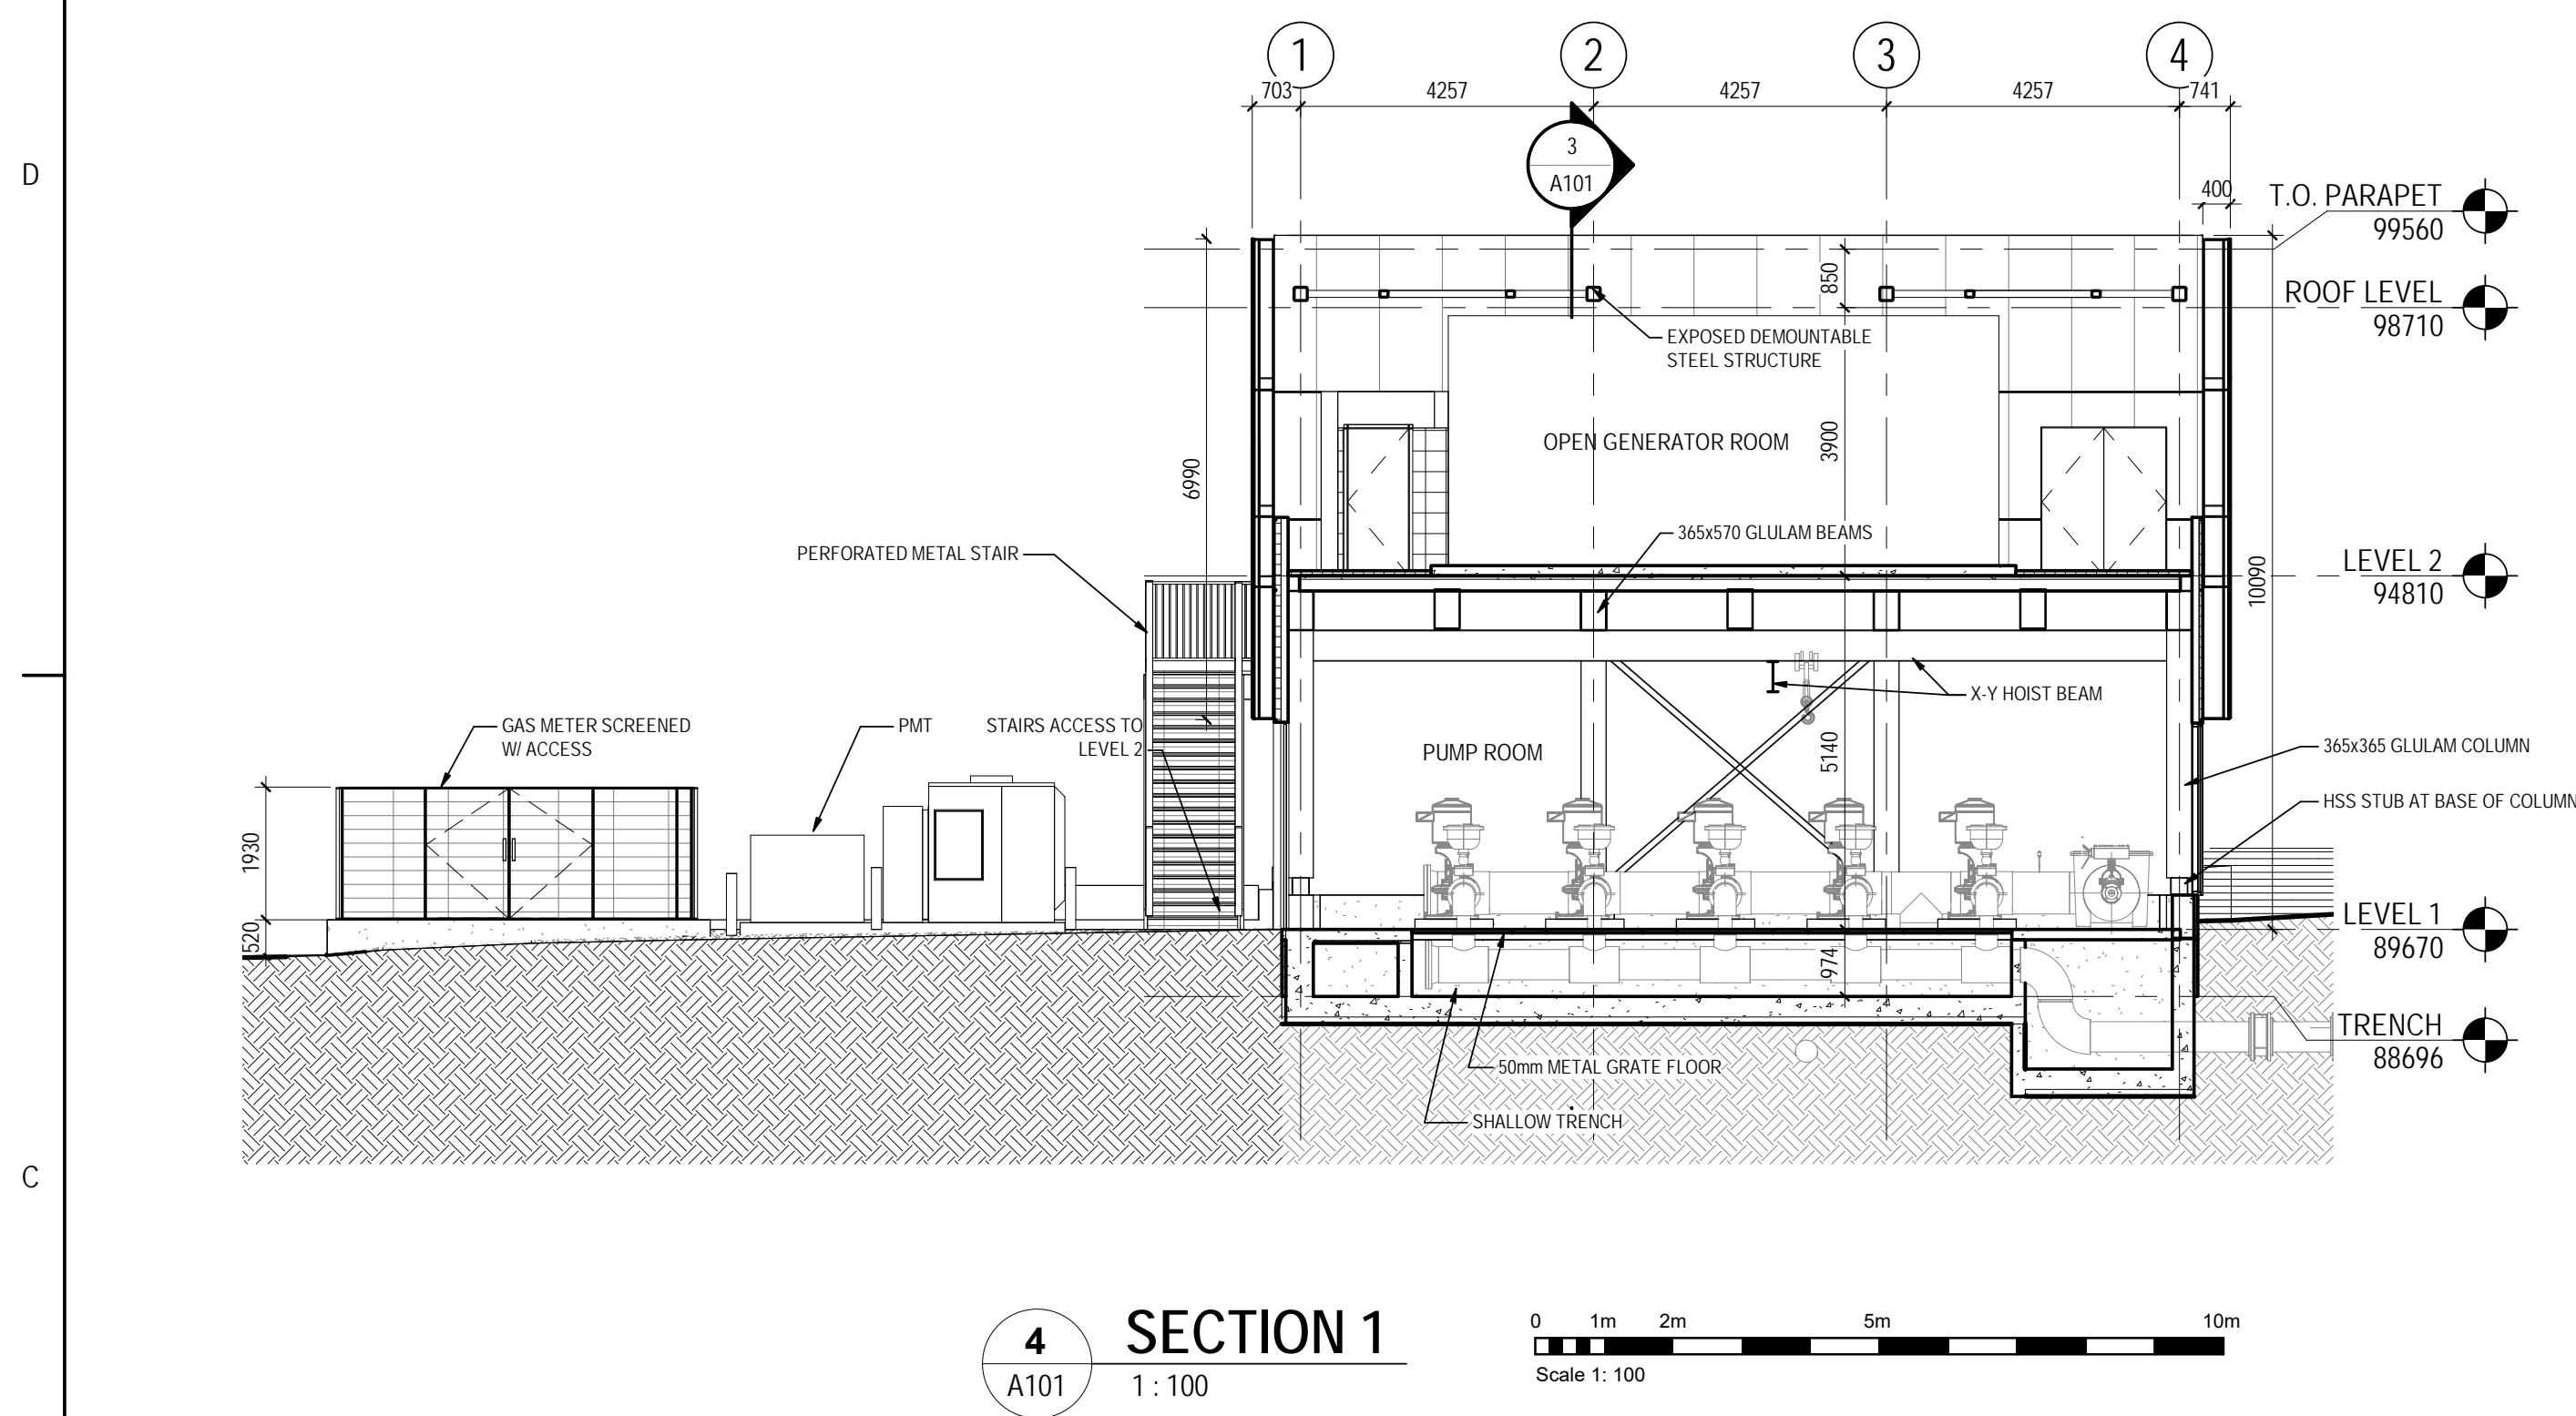 1
2
3
4
703
4257
4257
4257
741
D
3
A101
400
T.O. PARAPET
99560
850
ROOF LEVEL
98710
EXPOSED DEMOUNTABLE
STEEL STRUCTURE
OPEN GENERATOR ROOM
3900
6990
365x570 GLULAM BEAMS
PERFORATED METAL STAIR
LEVEL 2
94810
10090
X-Y HOIST BEAM
GAS METER SCREENED
W/ ACCESS
PMT
STAIRS ACCESS TO
LEVEL 2
PUMP ROOM
5140
365x365 GLULAM COLUMN
HSS STUB AT BASE OF COLUMN
1930
520
LEVEL 1
89670
974
TRENCH
88696
50mm METAL GRATE FLOOR
SHALLOW TRENCH
C
4
A101
SECTION 1
1 : 100
0 1m 2m 5m 10m
Scale 1: 100